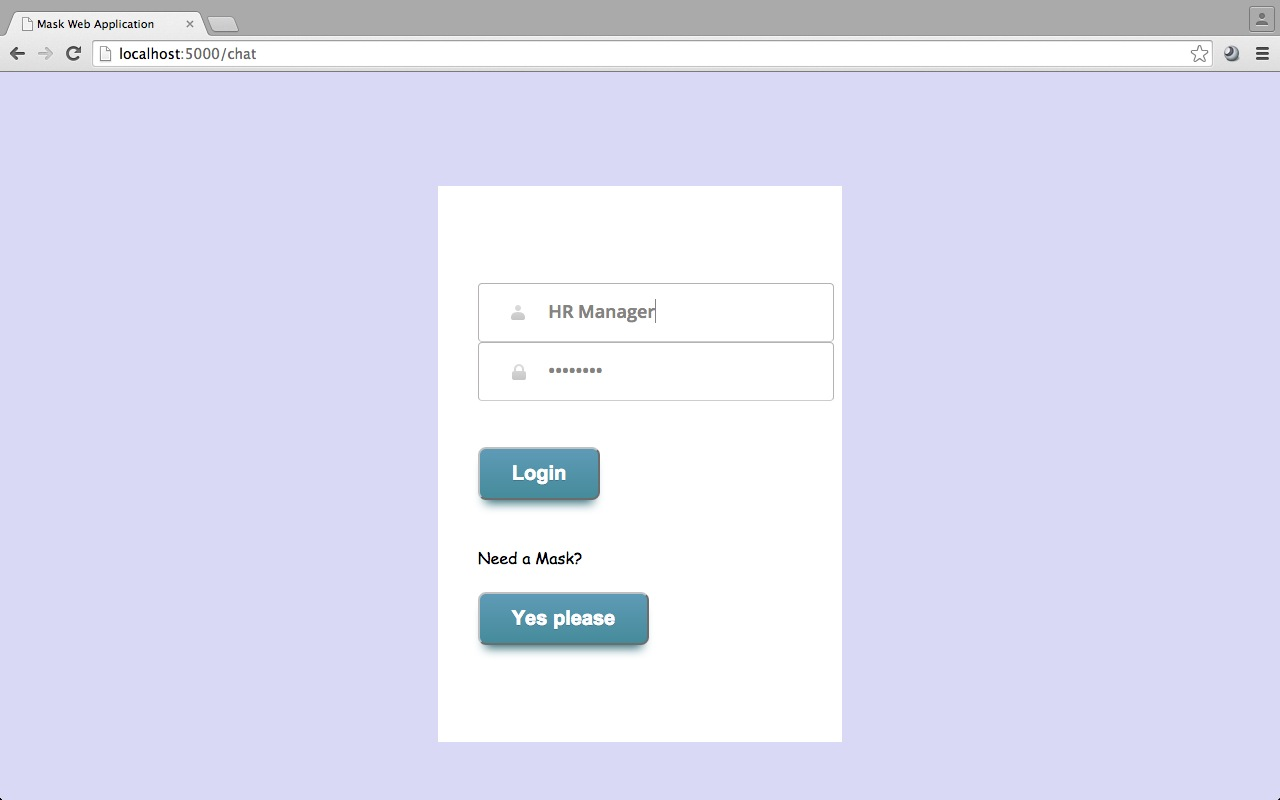 Mask Web Application
localhost:5000/chat
HR Manager
••••••••
Login
Need a Mask?
Yes please